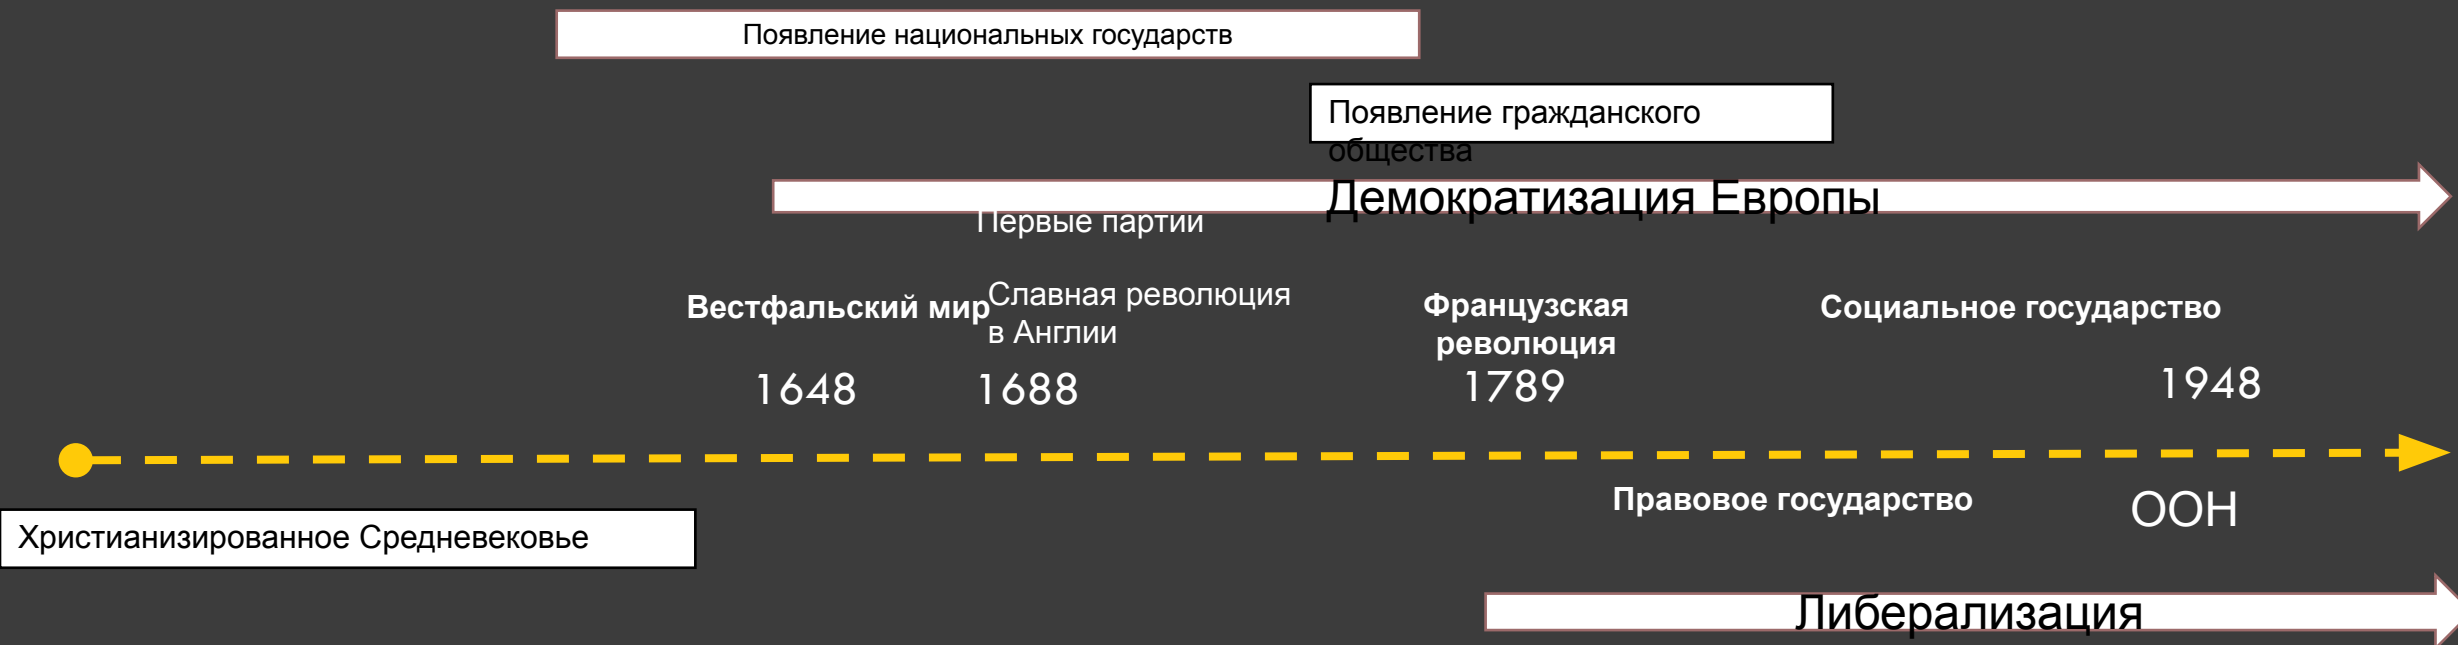 Появление национальных государств
Появление гражданского
общества
Демократизация Европы
Первые партии
Вестфальский мир
Славная революция
в Англии
Французская
революция
Социальное государство
1648
1688
1789
1948
Правовое государство
ООН
Христианизированное Средневековье
Либерализация